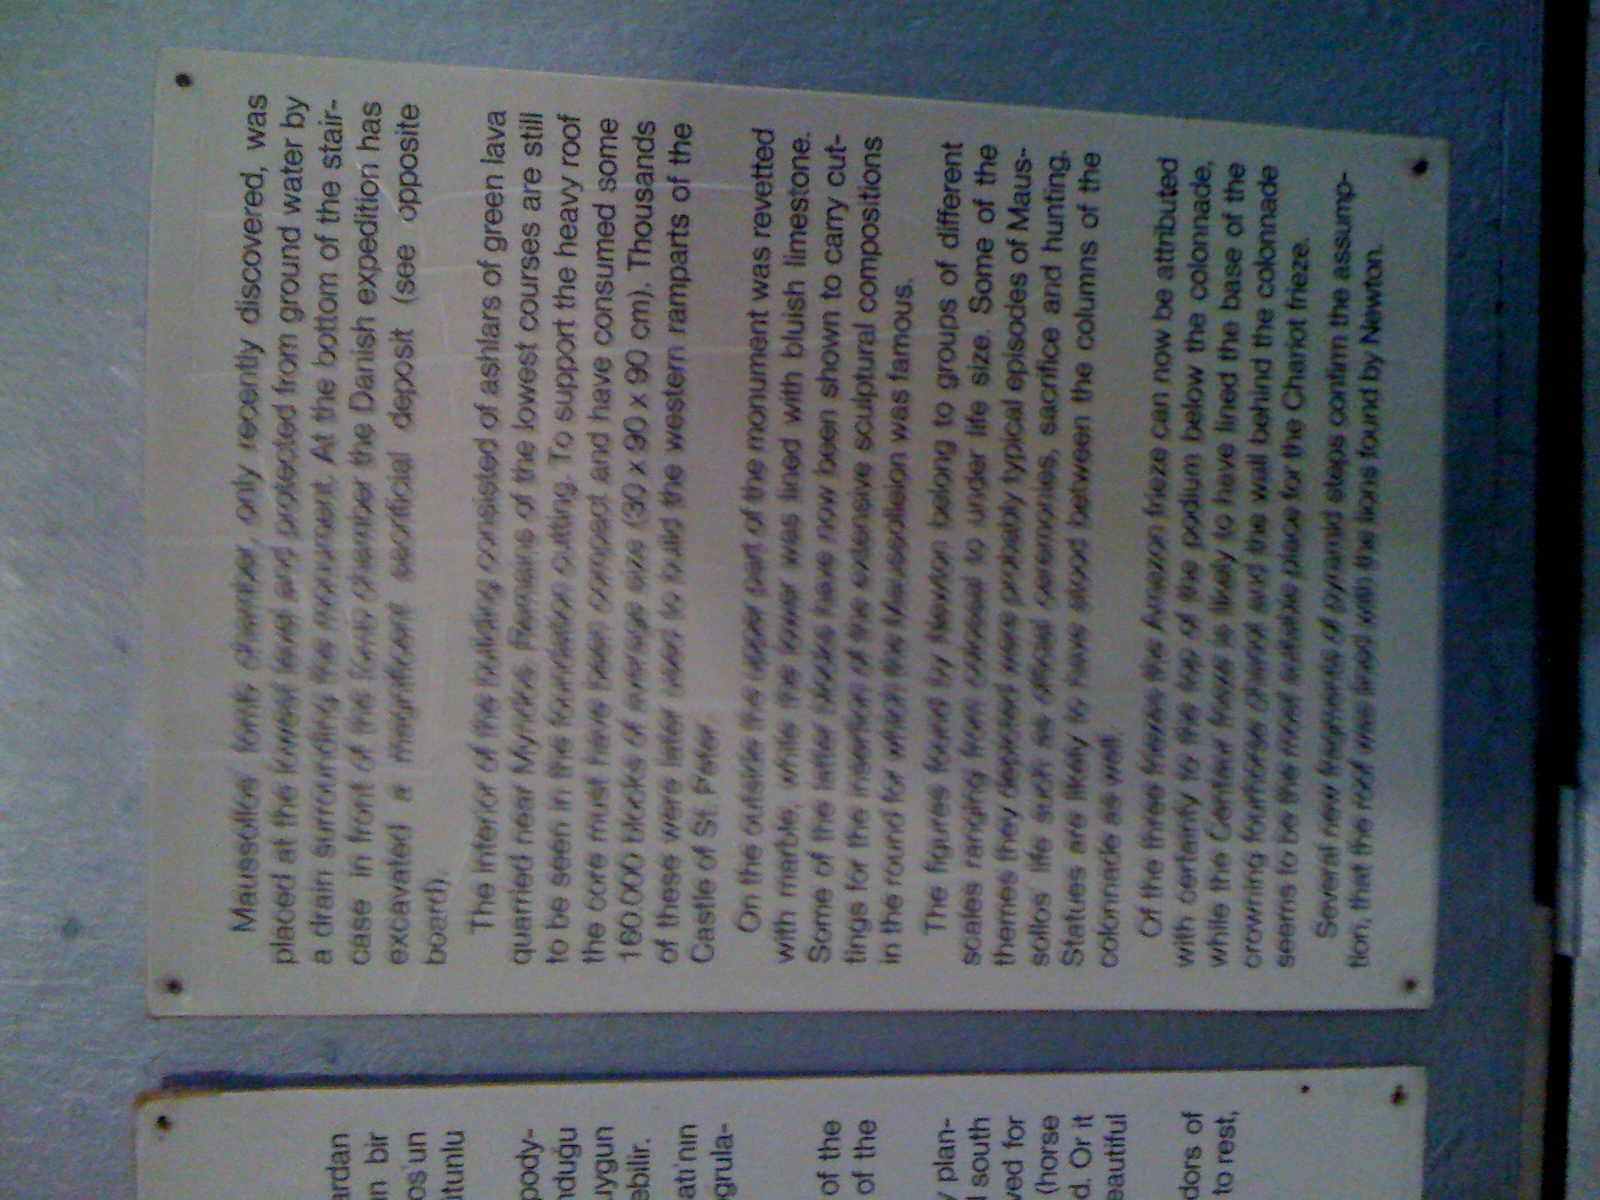 ardan
n bir
os'un
ütunlu
pody-
nduğu
uygun
ebilir.
atı'nın
ogrula-
of the
of the
y plan-
south
ved for
(horse
d. Or it
eautiful
dors of
to rest,
Maussollos' tomb chamber, only recently discovered, was
placed at the lowest level and protected from ground water by
a drain surrounding the monument. At the bottom of the stair-
case in front of the tomb chamber the Danish expedition has
excavated a magnificent sacrificial deposit (see opposite
board).
The interior of the building consisted of ashlars of green lava
quarried near Myndos. Remains of the lowest courses are still
to be seen in the foundation cutting. To support the heavy roof
the core must have been compact and have consumed some
160.000 blocks of average size (30 x 90 x 90 cm). Thousands
of these were later used to build the western ramparts of the
Castle of St. Peter.
On the outside the upper part of the monument was revetted
with marble, while the lower was lined with bluish limestone.
Some of the latter blocks have now been shown to carry cut-
tings for the insertion of the extensive sculptural compositions
in the round for which the Maussolleion was famous.
The figures found by Newton belong to groups of different
scales ranging from colossal to under life size. Some of the
themes they depicted were probably typical episodes of Maus-
sollos' life such as official ceremonies, sacrifice and hunting.
Statues are likely to have stood between the columns of the
colonnade as well.
Of the three friezes the Amazon frieze can now be attributed
with certainty to the top of the podium below the colonnade,
while the Centaur frieze is likely to have lined the base of the
crowning fourhorse chariot and the wall behind the colonnade
seems to be the most suitable place for the Chariot frieze.
Several new fragments of pyramid steps confirm the assump-
tion, that the roof was lined with the lions found by Newton.